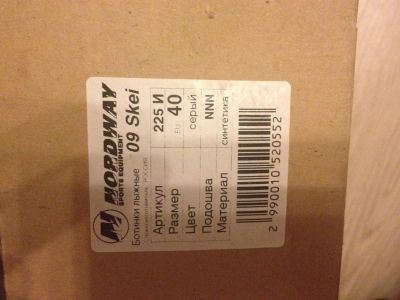 NORDWAY
SPORTS EQUIPMENT
Ботинки лыжные 09 Skei
Артикул 225 И
Размер EU 40
Цвет серый
Подошва NNN
Материал синтетика
2 990010 520552